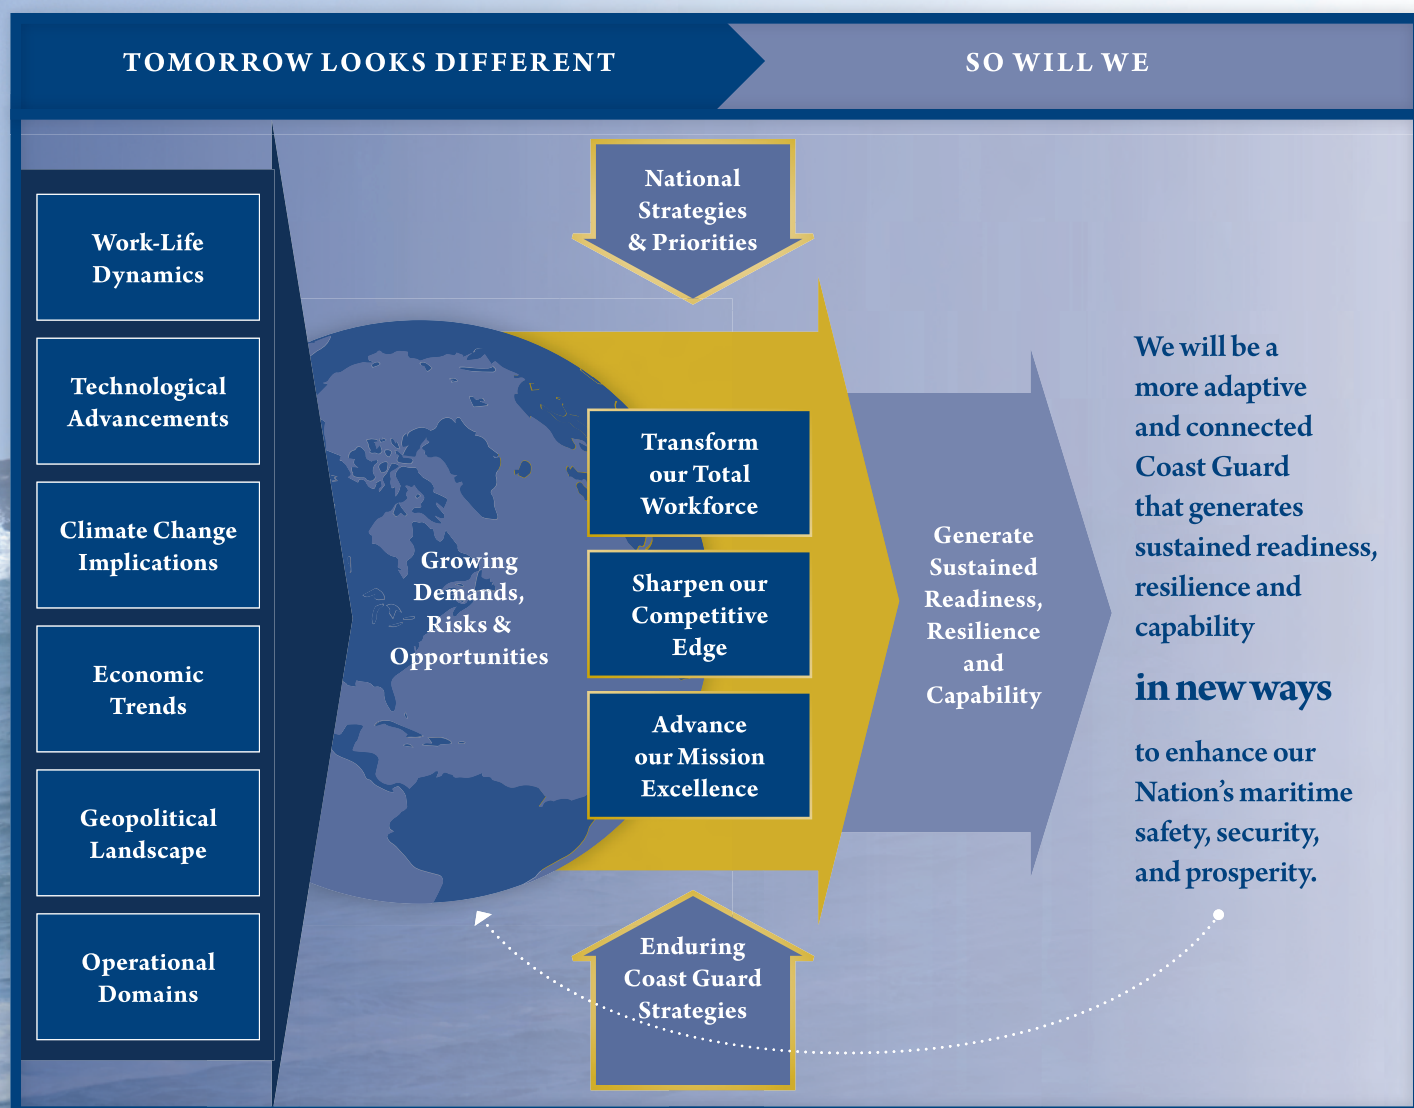 TOMORROW LOOKS DIFFERENT
SO WILL WE
Work-Life
Dynamics
Technological
Advancements
Climate Change
Implications
Economic
Trends
Geopolitical
Landscape
Operational
Domains
Growing
Demands,
Risks &
Opportunities
National
Strategies
& Priorities
Transform
our Total
Workforce
Sharpen our
Competitive
Edge
Advance
our Mission
Excellence
Enduring
Coast Guard
Strategies
Generate
Sustained
Readiness,
Resilience
and
Capability
We will be a
more adaptive
and connected
Coast Guard
that generates
sustained readiness,
resilience and
capability
in new ways
to enhance our
Nation’s maritime
safety, security,
and prosperity.